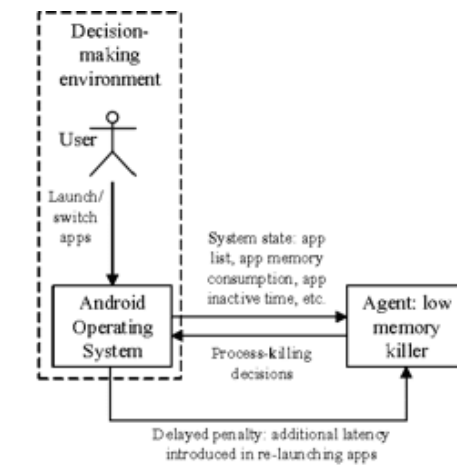 Decision-
making
environment
User
Launch/
switch
apps
System state: app
list, app memory
consumption, app
inactive time, etc.
Android
Operating
System
Agent: low
memory
killer
Process-killing
decisions
Delayed penalty: additional latency
introduced in re-launching apps